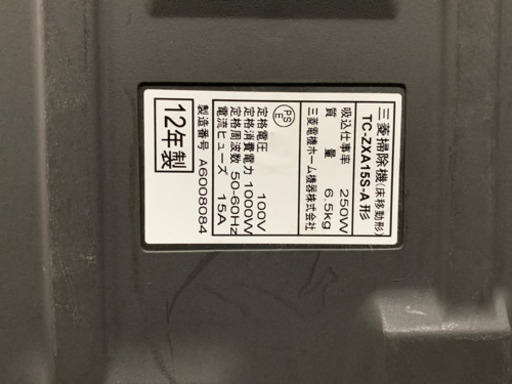 三菱掃除機(床移動形)
TC-ZXA15S-A 形
吸込仕事率 250W
質量 6.5kg
三菱電機ホーム機器株式会社
PS
E
定格電圧 100V
定格消費電力 1000W
定格周波数 50-60Hz
電流ヒューズ 15A
製造番号 A6008084
12年製